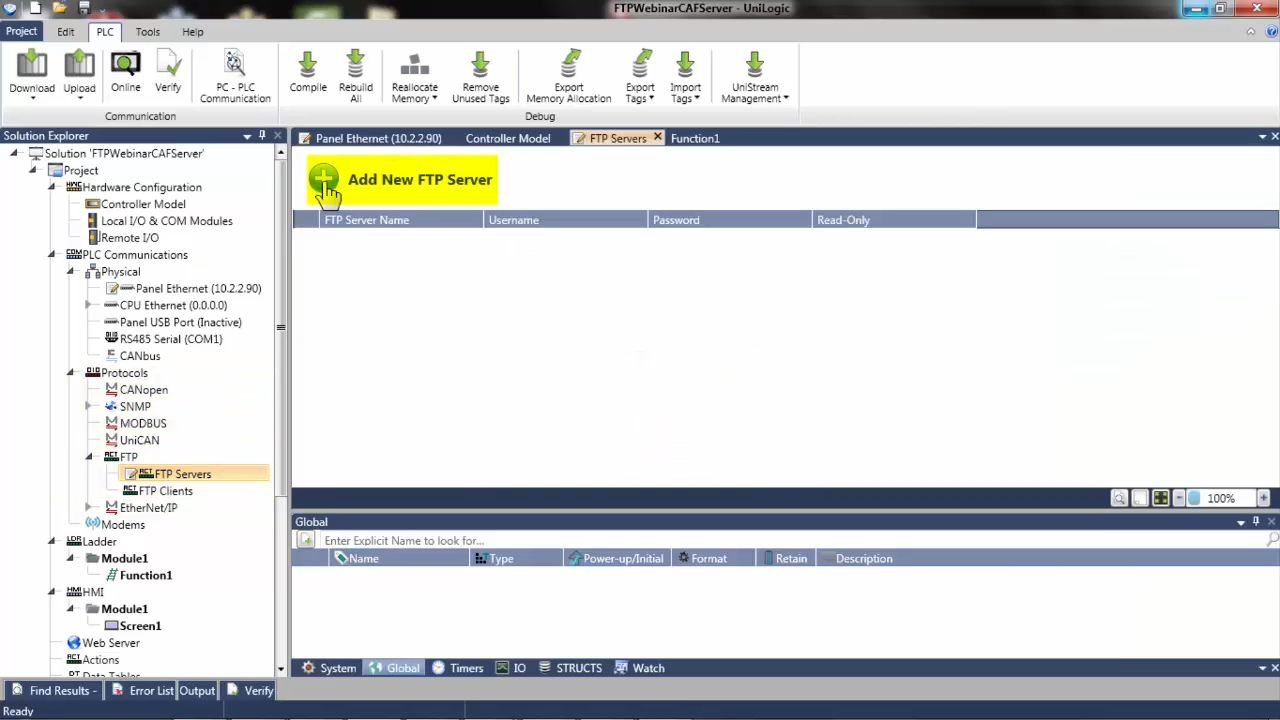 FTPWebinarCAFServer - UniLogic
Project Edit PLC Tools Help
Download Upload Online Verify PC - PLC Communication Compile Rebuild All Reallocate Memory Remove Unused Tags Export Memory Allocation Export Tags Import Tags UniStream Management
Communication Debug
Solution Explorer
Panel Ethernet (10.2.2.90) Controller Model FTP Servers Function1
Solution 'FTPWebinarCAFServer'
Project
Hardware Configuration
Controller Model
Local I/O & COM Modules
Remote I/O
PLC Communications
Physical
Panel Ethernet (10.2.2.90)
CPU Ethernet (0.0.0.0)
Panel USB Port (Inactive)
RS485 Serial (COM1)
CANbus
Protocols
CANopen
SNMP
MODBUS
UniCAN
FTP
FTP Servers
FTP Clients
EtherNet/IP
Modems
Ladder
Module1
Function1
HMI
Module1
Screen1
Web Server
Actions
Data Tables
Add New FTP Server
FTP Server Name Username Password Read-Only
100%
Global
Enter Explicit Name to look for...
Name Type Power-up/Initial Format Retain Description
System Global Timers IO STRUCTS Watch
Find Results - Error List Output Verify
Ready